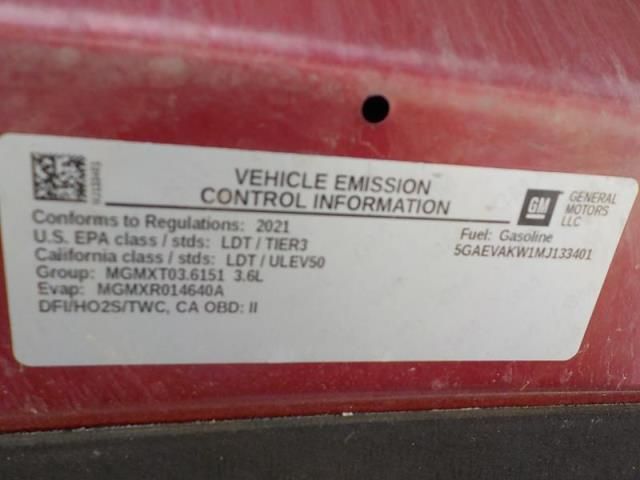 VEHICLE EMISSION
CONTROL INFORMATION
GM
GENERAL
MOTORS
LLC
Conforms to Regulations: 2021
U.S. EPA class / stds: LDT / TIER3
California class / stds: LDT / ULEV50
Group: MGMXT03.6151 3.6L
Evap: MGMXR014640A
DFI/HO2S/TWC, CA OBD: II
Fuel: Gasoline
5GAEVAKW1MJ133401